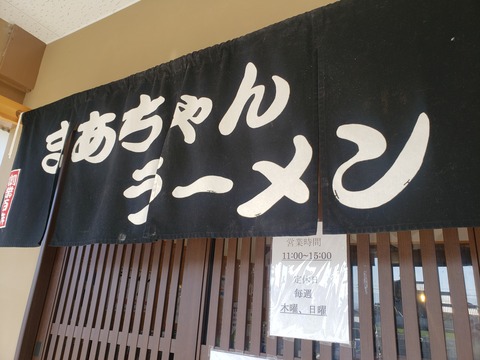 まあちゃん
ラーメン
営業時間
11:00~15:00
定休日
毎週
木曜、日曜